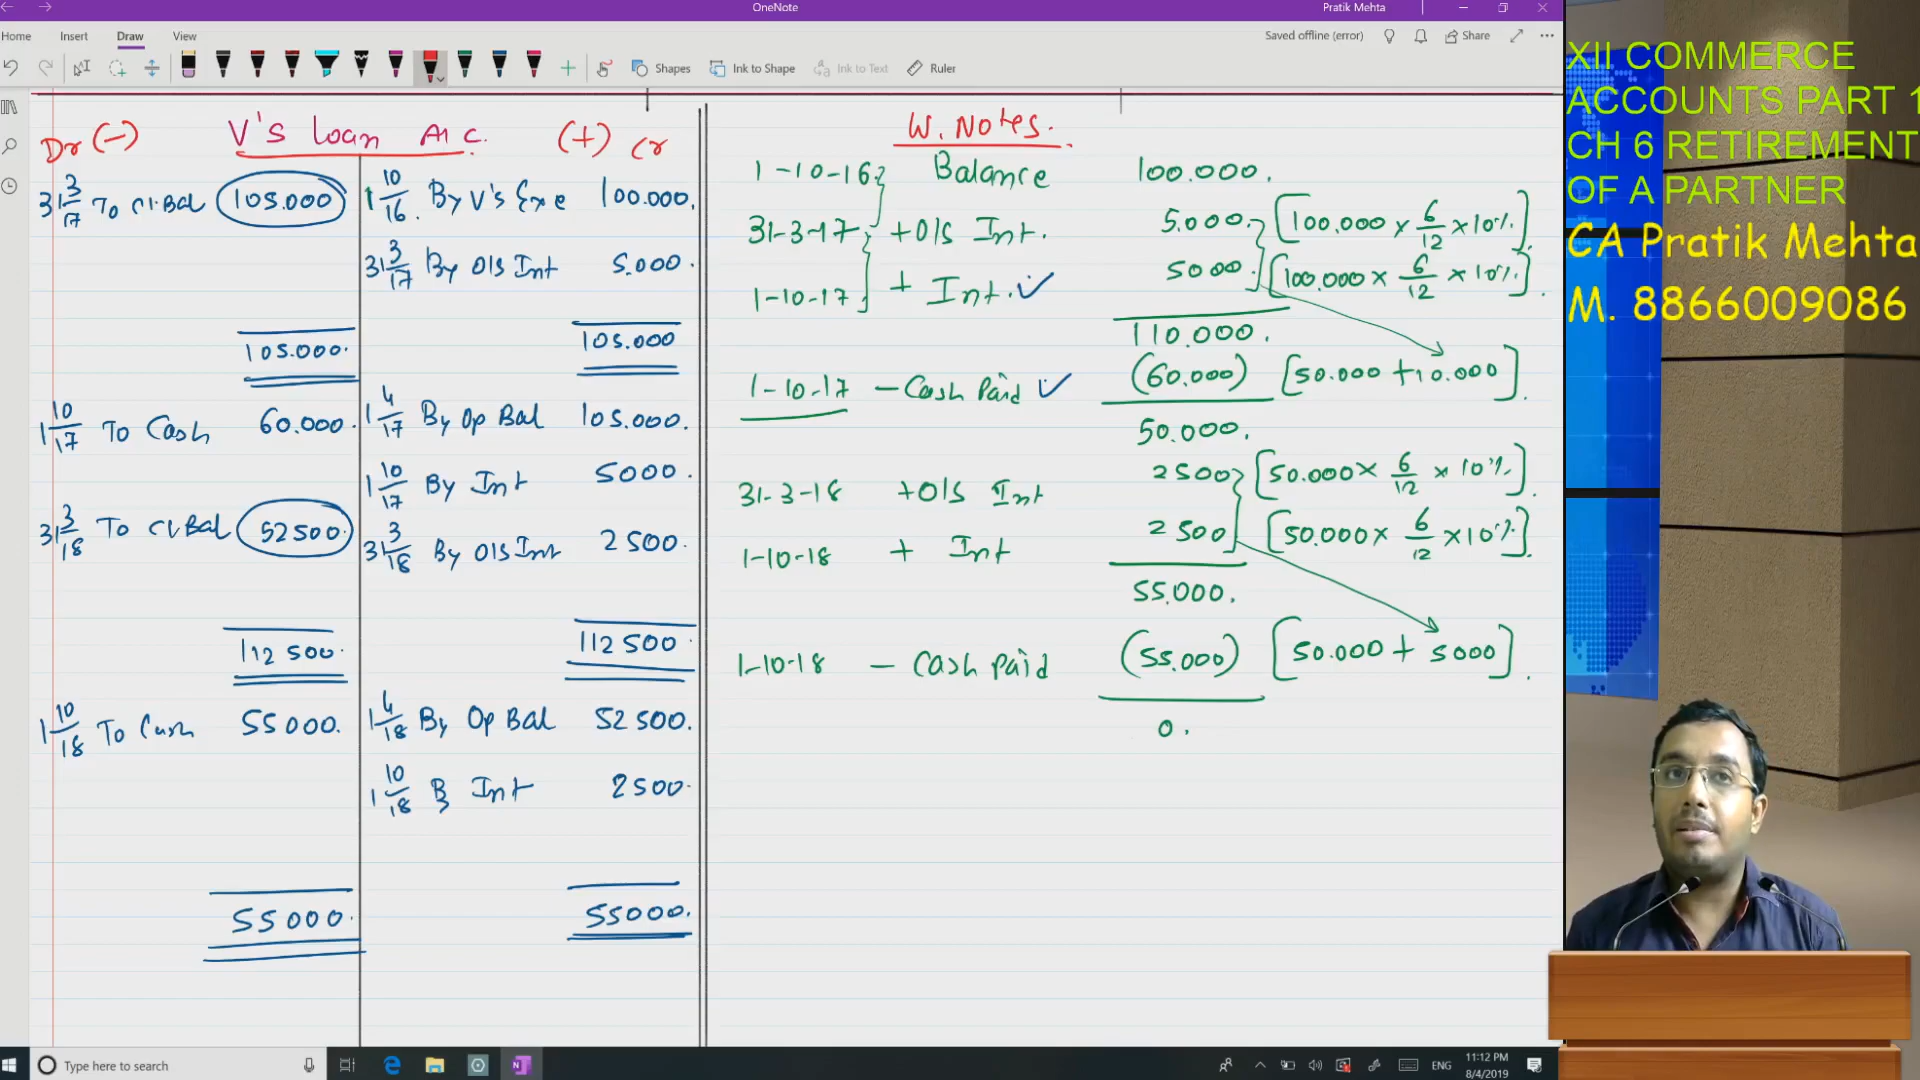 OneNote
Pratik Mehta
Home Insert Draw View
Saved offline (error)
Share
Shapes Ink to Shape Ink to Text Ruler
Dr (-) V's loan A/c. (+) Cr
31 3/17 To Cl.Bal 105.000 1 10/16. By V's Exe 100.000.
31 3/17 By O/S Int 5.000.
105.000. 105.000
1 10/17 To Cash 60.000. 1 4/17 By Op Bal 105.000.
1 10/17 By Int 5000.
31 3/18 To Cl.Bal 52500. 31 3/18 By O/S Int 2500.
112 500. 112 500.
1 10/18 To Cash 55000. 1 4/18 By Op Bal 52500.
1 10/18 By Int 2500.
55000. 55000.
W. Notes.
1-10-16 Balance 100.000.
31-3-17 +O/S Int. 5.000. [100.000 × 6/12 × 10%]
1-10-17 + Int. ✓ 5000. [100.000 × 6/12 × 10%].
110.000.
1-10-17 – Cash Paid ✓ (60.000) [50.000 + 10.000].
50.000.
31-3-18 +O/S Int 2500 [50.000 × 6/12 × 10%].
1-10-18 + Int 2500 [50.000 × 6/12 × 10%].
55.000.
1-10-18 – Cash Paid (55.000) [50.000 + 5000].
0.
XII COMMERCE
ACCOUNTS PART 1
CH 6 RETIREMENT
OF A PARTNER
CA Pratik Mehta
M. 8866009086
Type here to search
ENG
11:12 PM
8/4/2019